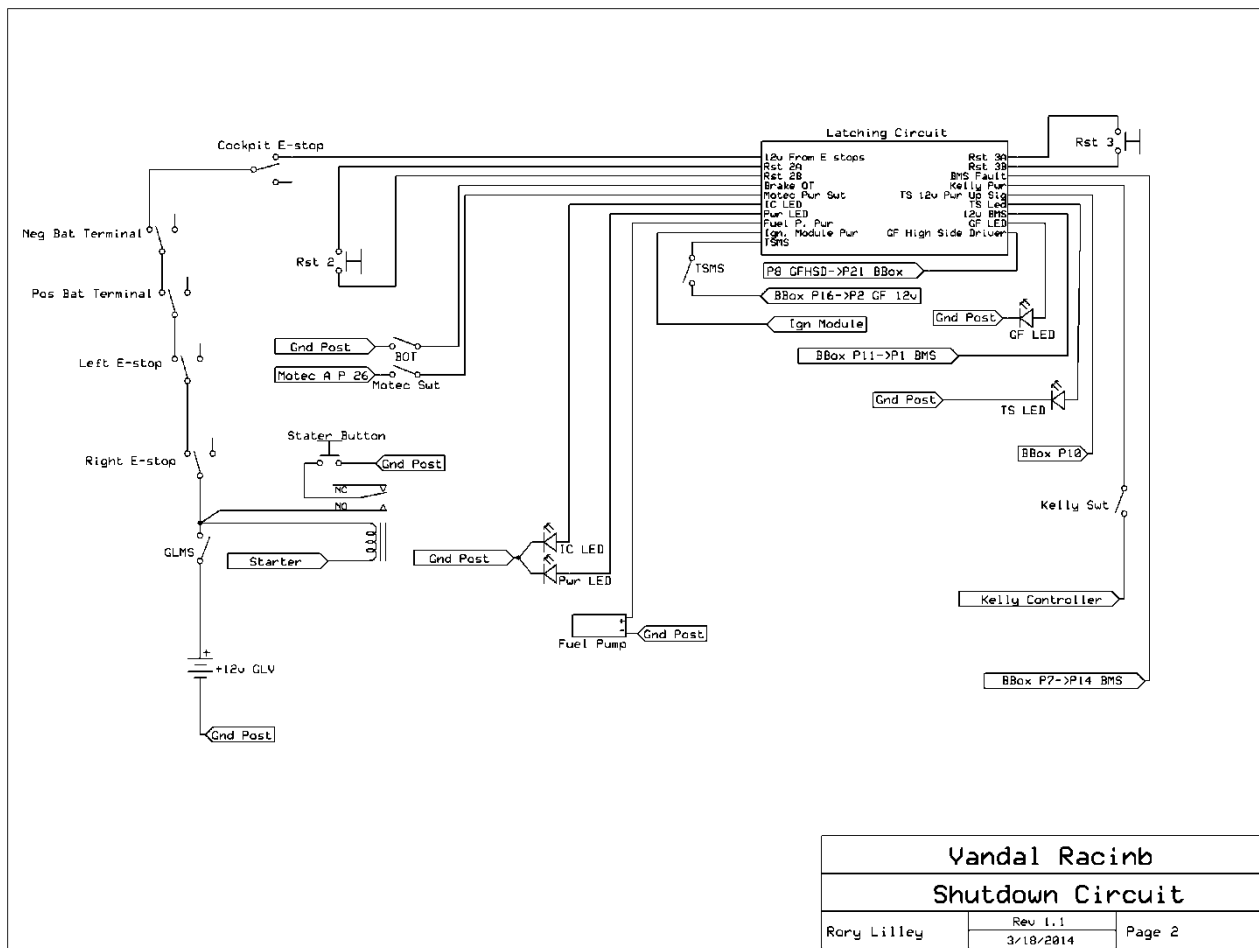 Latching Circuit
12v From E stops
Rst 2A
Rst 2B
Brake OT
Motec Pwr Swt
IC LED
Pwr LED
Fuel P. Pwr
Ign. Module Pwr
TSMS
Rst 3A
Rst 3B
BMS Fault
Kelly Pwr
TS 12v Pwr Up Sig
TS Led
12v BMS
GF LED
GF High Side Driver
Rst 3
Cockpit E-stop
Neg Bat Terminal
Rst 2
TSMS
P8 GFHSD->P21 BBox
Pos Bat Terminal
BBox P16->P2 GF 12v
Ign Module
Gnd Post
GF LED
Gnd Post
BOT
Left E-stop
Motec A P 26
Motec Swt
BBox P11->P1 BMS
Gnd Post
TS LED
Stater Button
Right E-stop
Gnd Post
BBox P10
NC
NO
Kelly Swt
GLMS
Starter
Gnd Post
IC LED
Pwr LED
Kelly Controller
+
-
Gnd Post
Fuel Pump
+
+12v GLV
BBox P7->P14 BMS
Gnd Post
Vandal Racinb
Shutdown Circuit
Rory Lilley
Rev 1.1
3/18/2014
Page 2